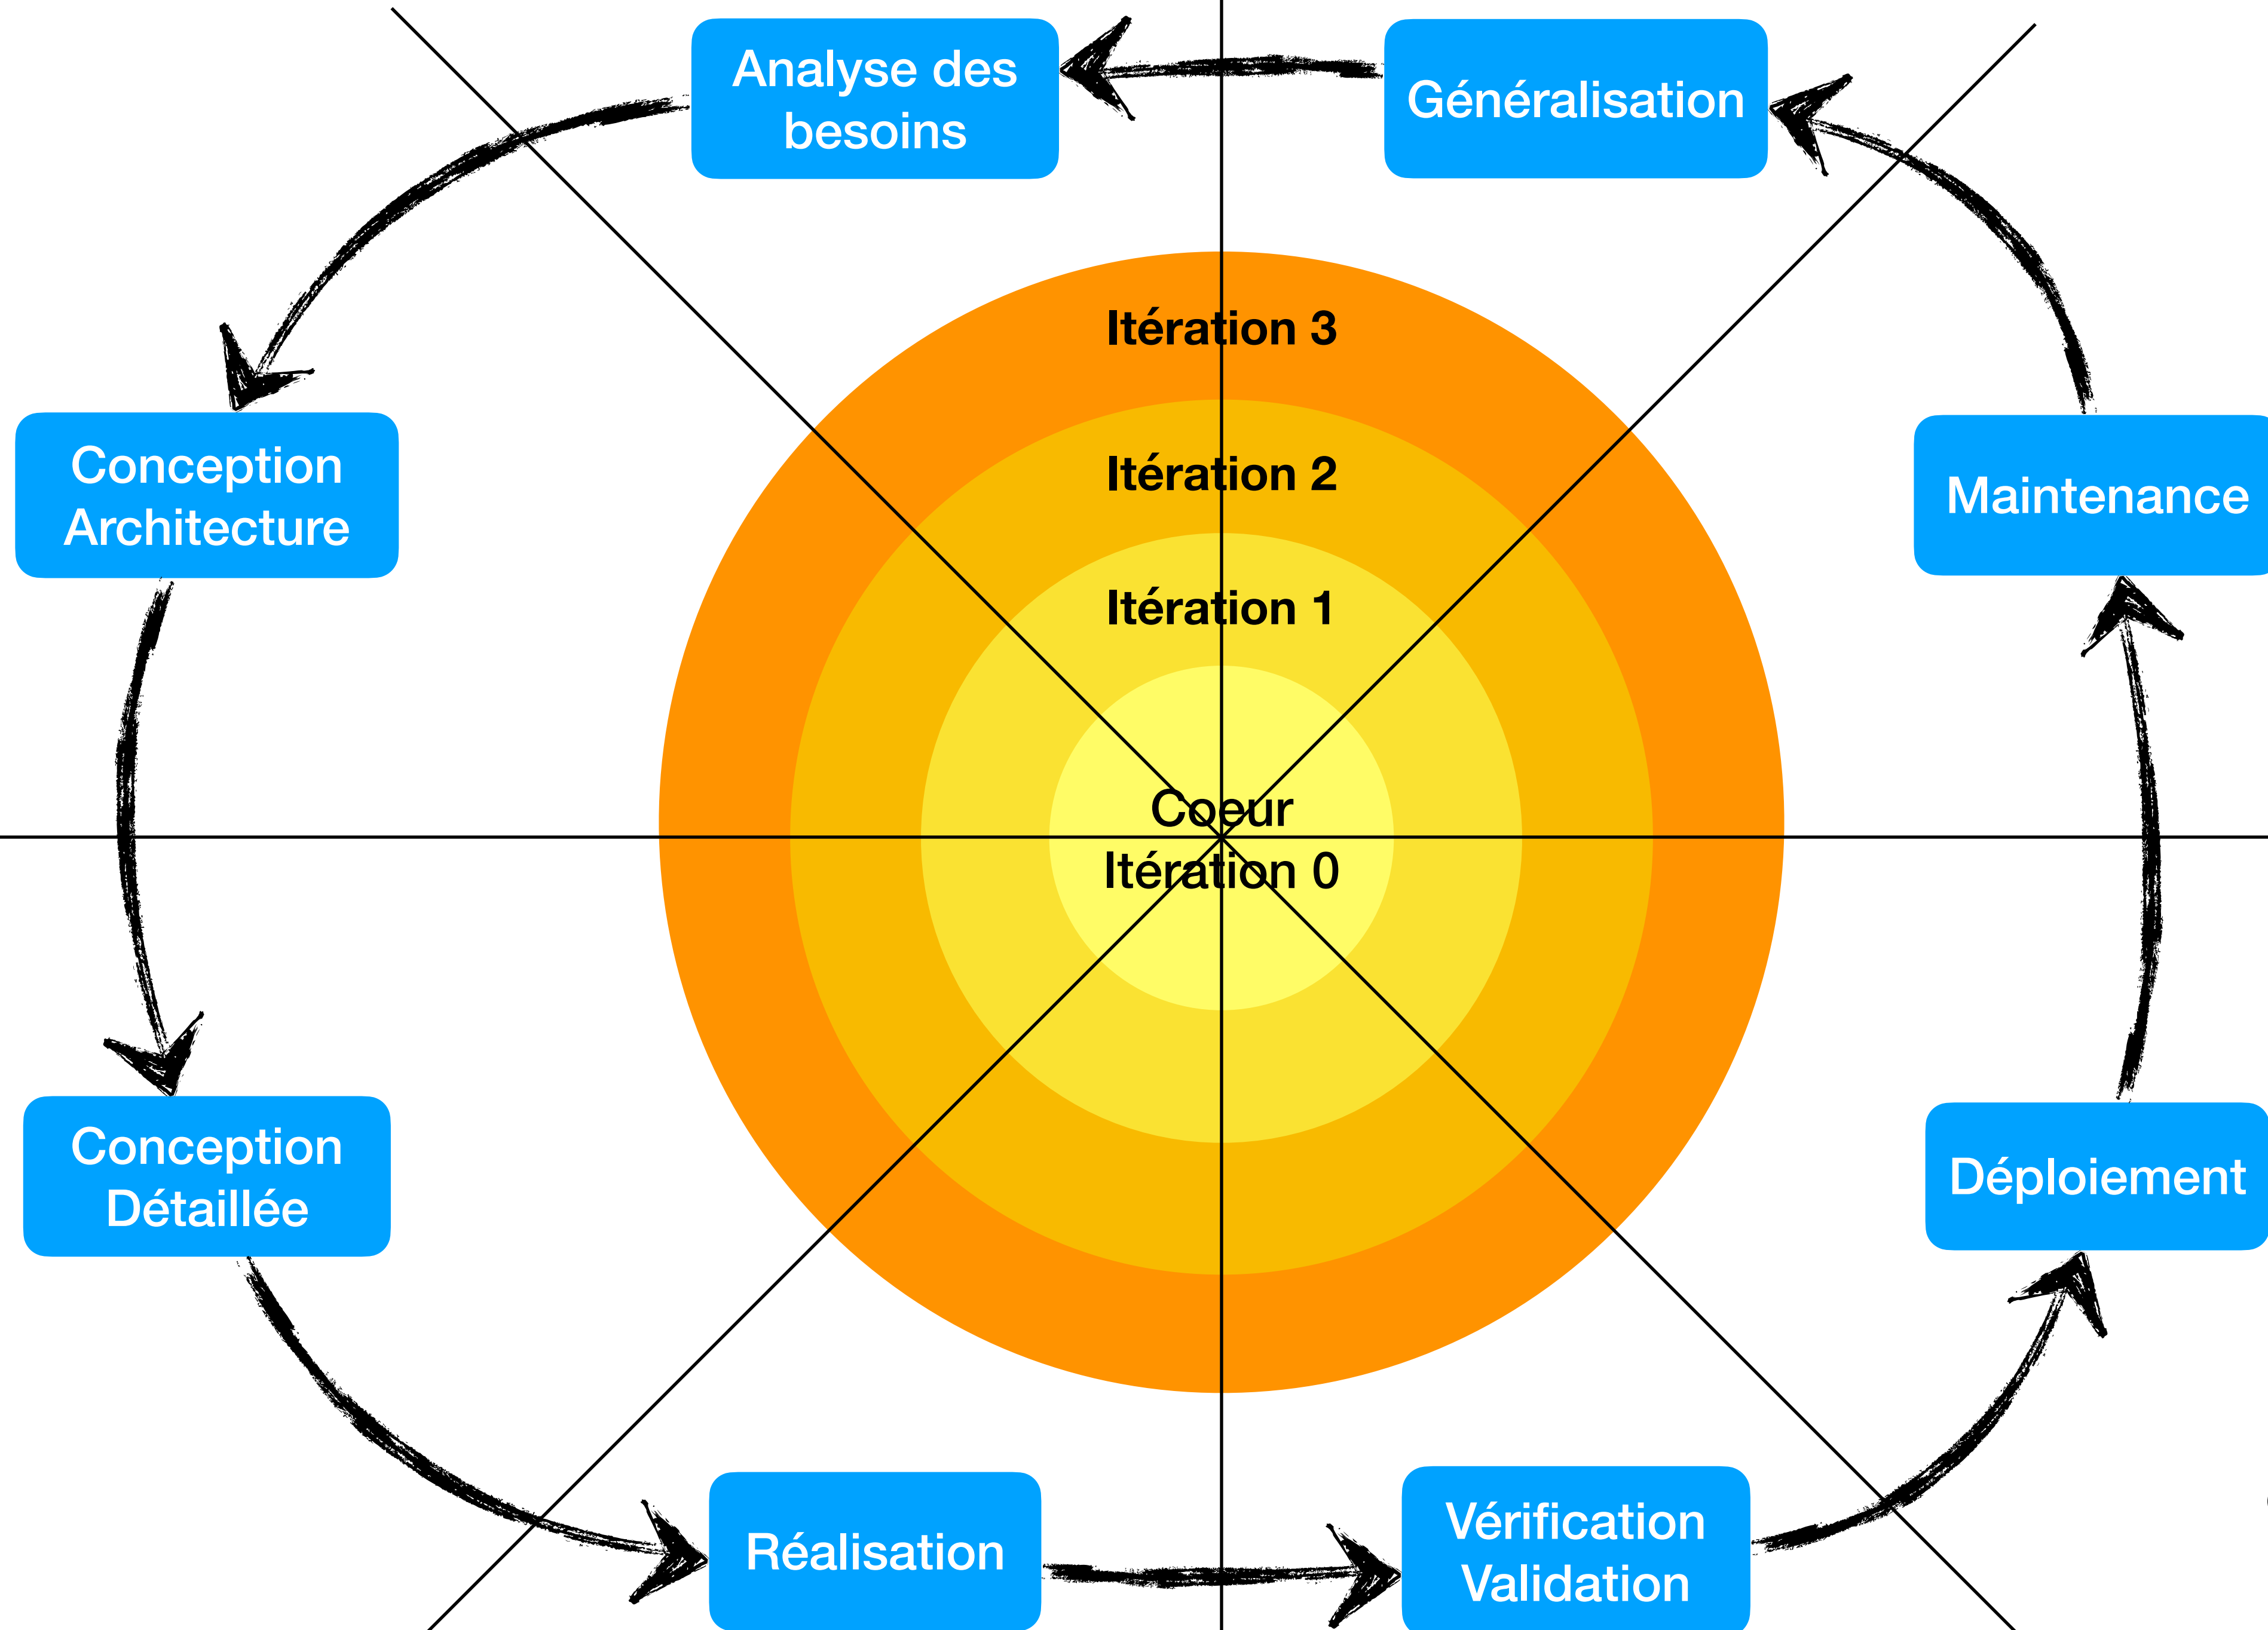 Analyse des
besoins
Généralisation
Itération 3
Itération 2
Conception
Architecture
Maintenance
Itération 1
Coeur
Itération 0
Conception
Détaillée
Déploiement
Réalisation
Vérification
Validation